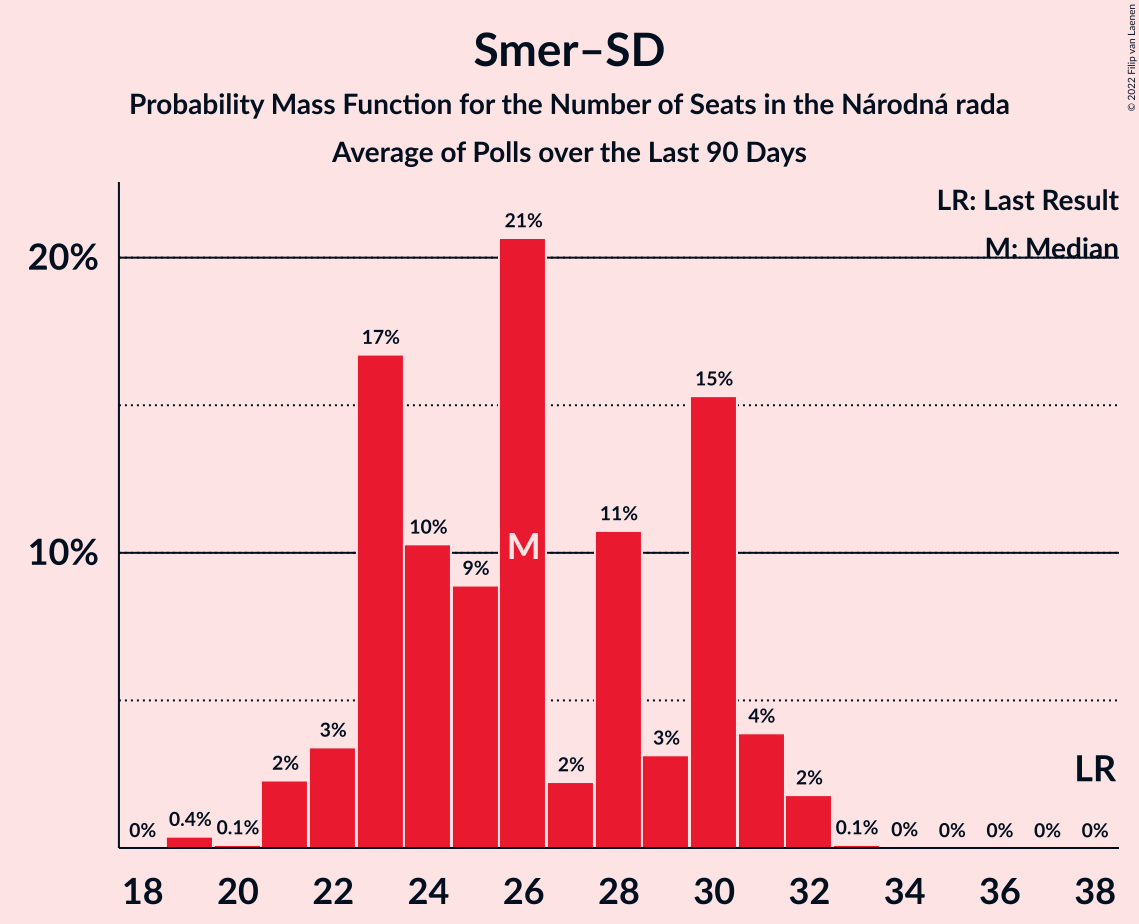 Smer–SD
Probability Mass Function for the Number of Seats in the Národná rada
Average of Polls over the Last 90 Days
© 2022 Filip van Laenen
LR: Last Result
M: Median
20%
10%
0%
0.4%
0.1%
2%
3%
17%
10%
9%
21%
M
2%
11%
3%
15%
4%
2%
0.1%
0%
0%
0%
0%
0%
LR
18 20 22 24 26 28 30 32 34 36 38